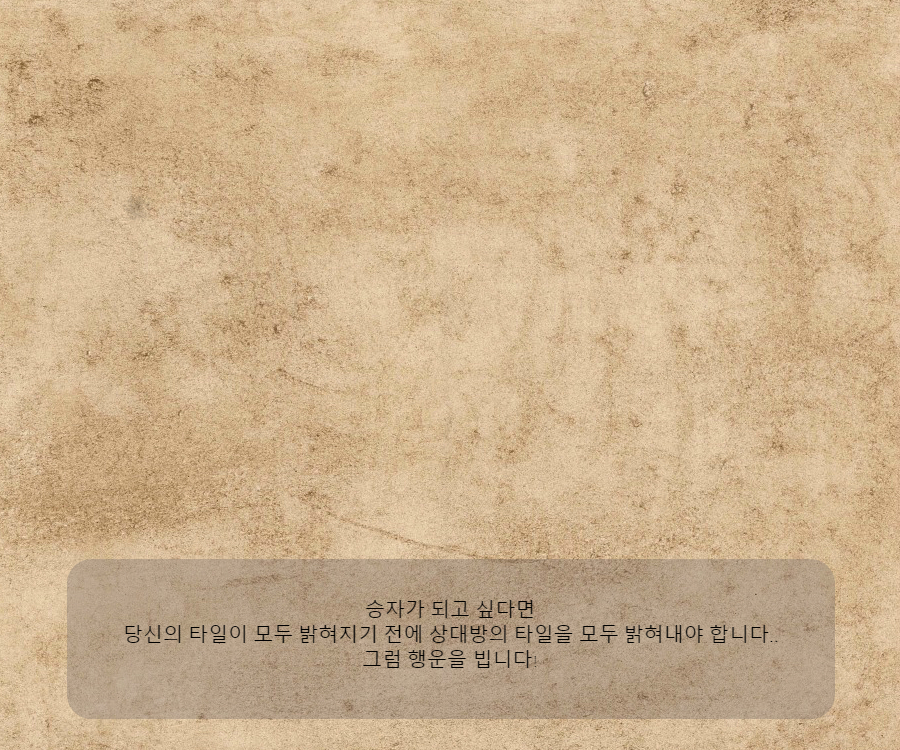 승자가 되고 싶다면
당신의 타일이 모두 밝혀지기 전에 상대방의 타일을 모두 밝혀내야 합니다..
그럼 행운을 빕니다!